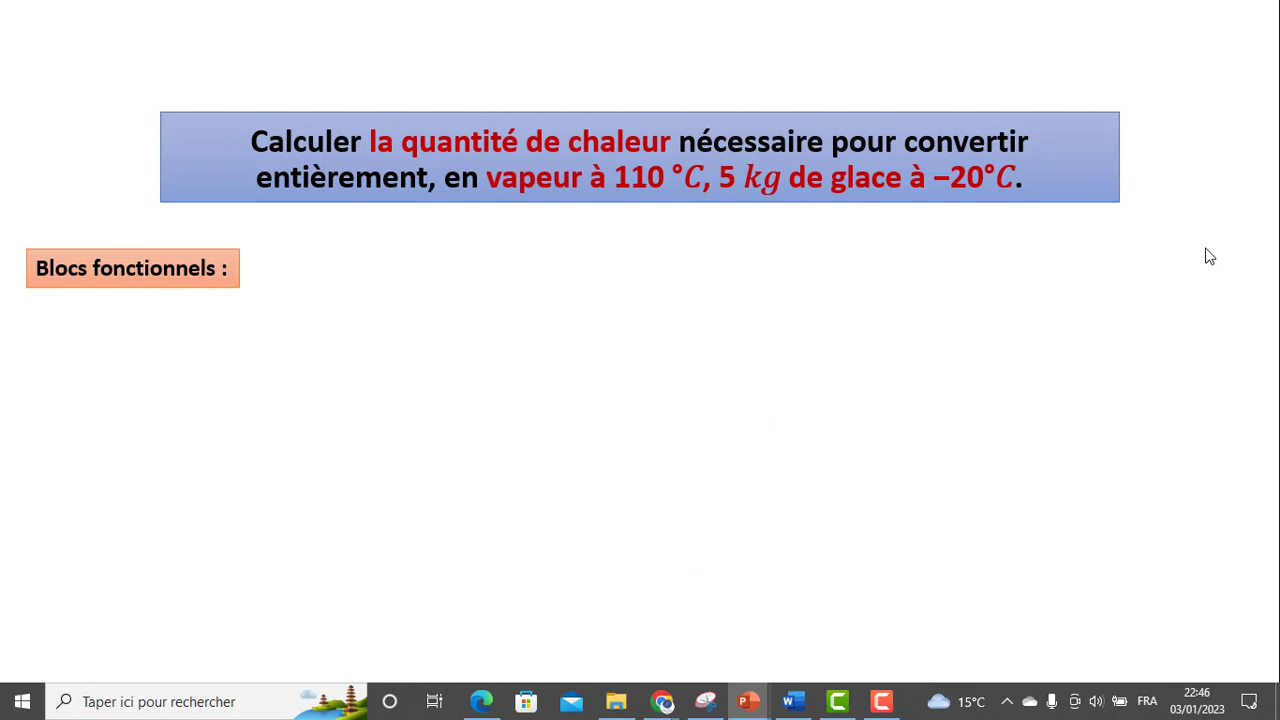 Calculer la quantité de chaleur nécessaire pour convertir
entièrement, en vapeur à 110 °C, 5 kg de glace à −20°C.
Blocs fonctionnels :
Taper ici pour rechercher
15°C
FRA
22:46
03/01/2023